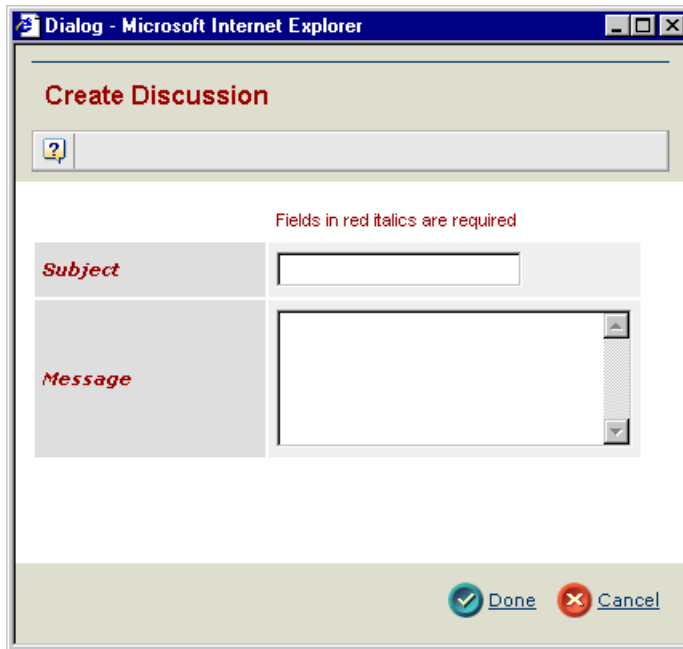 Dialog - Microsoft Internet Explorer
Create Discussion
?
Fields in red italics are required
Subject
Message
Done
Cancel